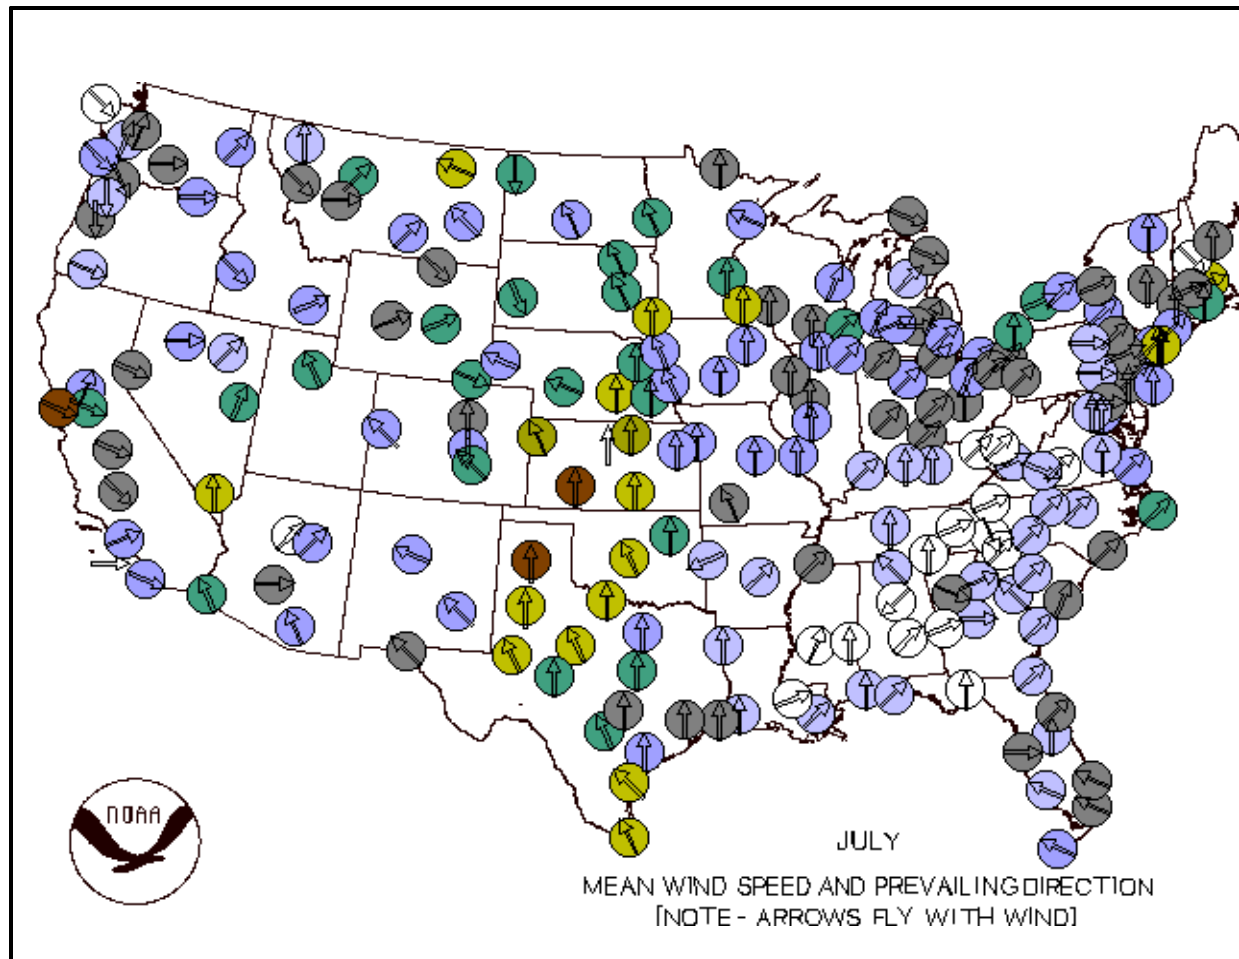 NOAA
JULY
MEAN WIND SPEED AND PREVAILING DIRECTION
[NOTE - ARROWS FLY WITH WIND]